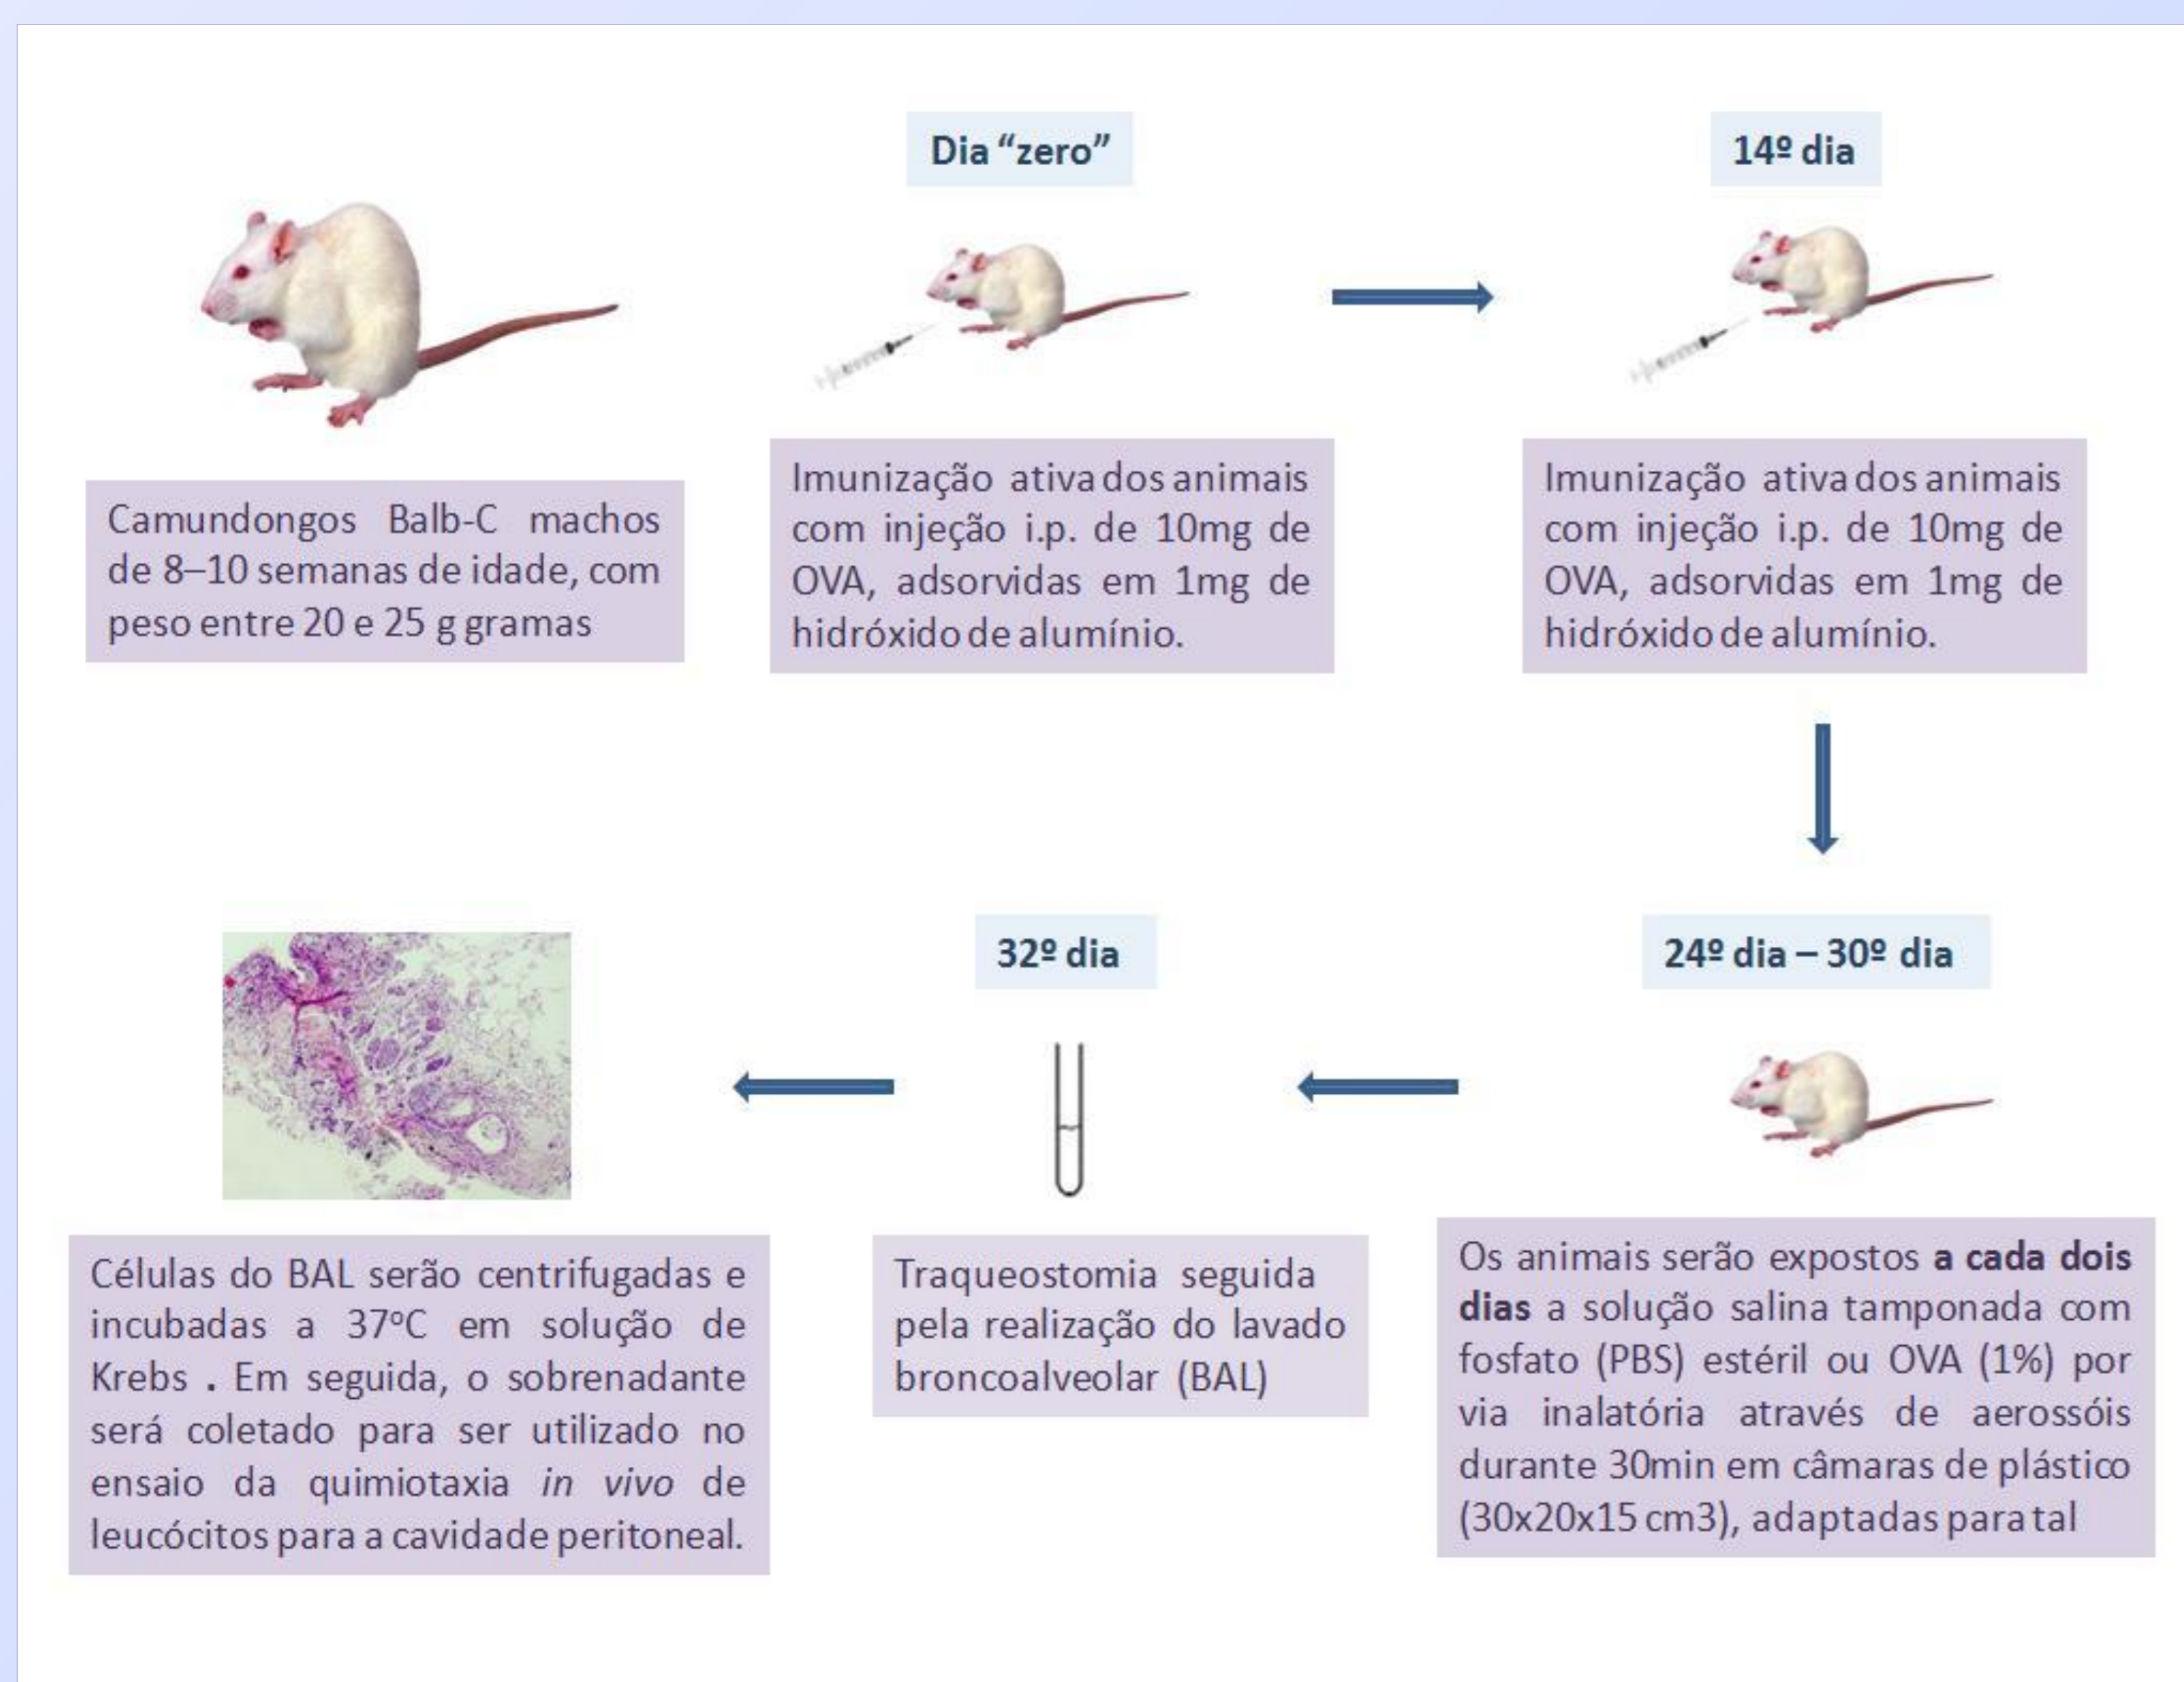 Camundongos Balb-C machos
de 8–10 semanas de idade, com
peso entre 20 e 25 g gramas
Dia “zero”
Imunização ativa dos animais
com injeção i.p. de 10mg de
OVA, adsorvidas em 1mg de
hidróxido de alumínio.
14º dia
Imunização ativa dos animais
com injeção i.p. de 10mg de
OVA, adsorvidas em 1mg de
hidróxido de alumínio.
24º dia – 30º dia
Os animais serão expostos a cada dois
dias a solução salina tamponada com
fosfato (PBS) estéril ou OVA (1%) por
via inalatória através de aerossóis
durante 30min em câmaras de plástico
(30x20x15 cm3), adaptadas para tal
32º dia
Traqueostomia seguida
pela realização do lavado
broncoalveolar (BAL)
Células do BAL serão centrifugadas e
incubadas a 37ºC em solução de
Krebs . Em seguida, o sobrenadante
será coletado para ser utilizado no
ensaio da quimiotaxia in vivo de
leucócitos para a cavidade peritoneal.